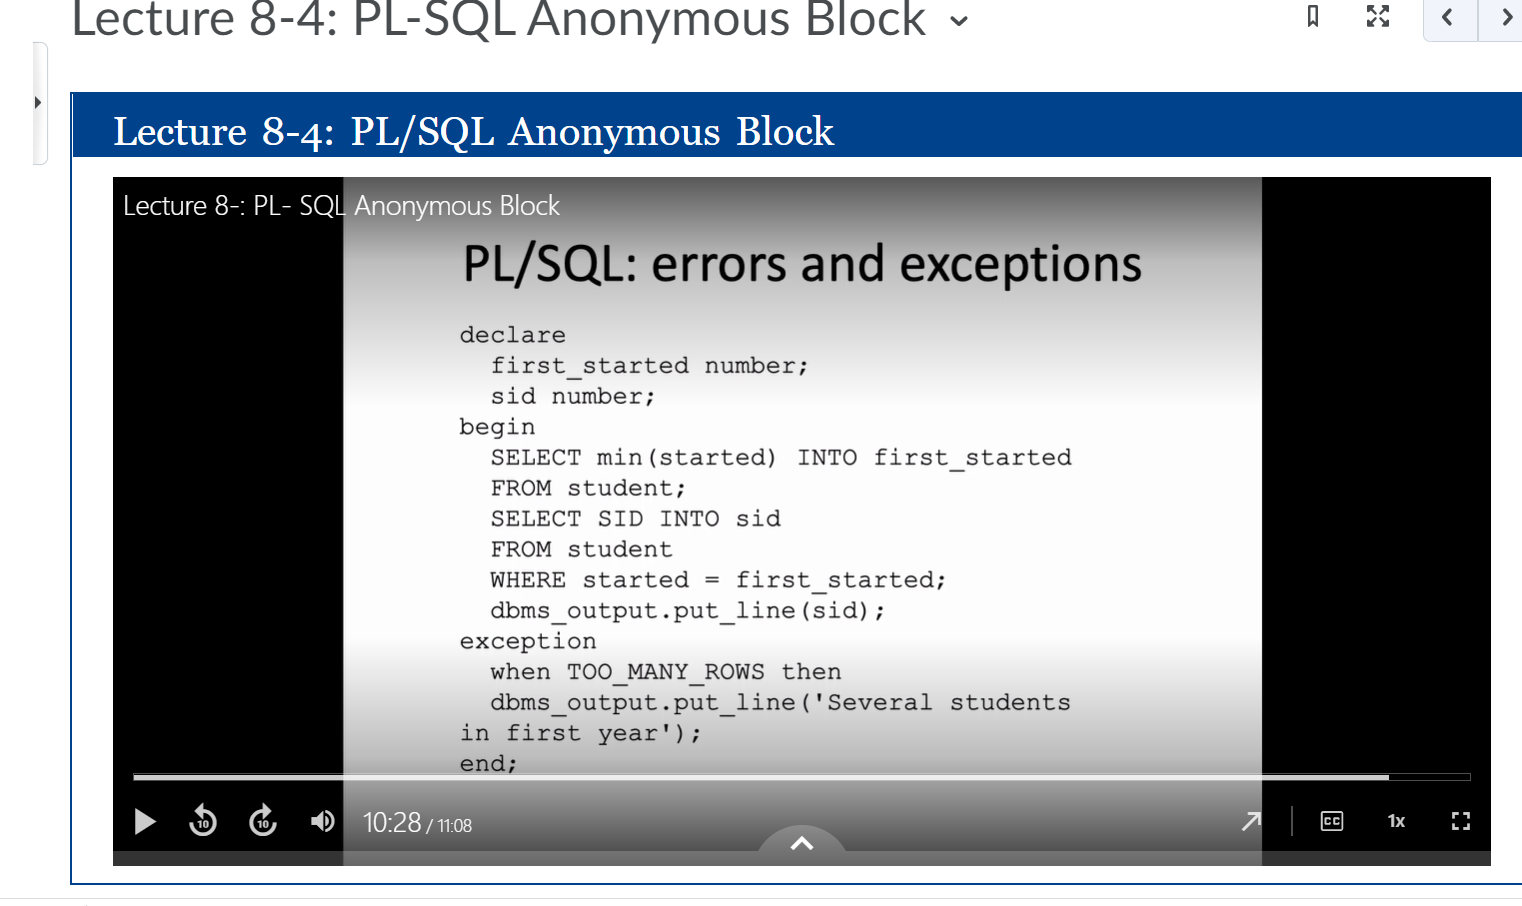 Lecture 8-4: PL-SQL Anonymous Block
Lecture 8-4: PL/SQL Anonymous Block
Lecture 8-: PL- SQL Anonymous Block
PL/SQL: errors and exceptions
declare
first_started number;
sid number;
begin
SELECT min(started) INTO first_started
FROM student;
SELECT SID INTO sid
FROM student
WHERE started = first_started;
dbms_output.put_line(sid);
exception
when TOO_MANY_ROWS then
dbms_output.put_line('Several students
in first year');
end;
10 10 10:28 / 11:08 CC 1x